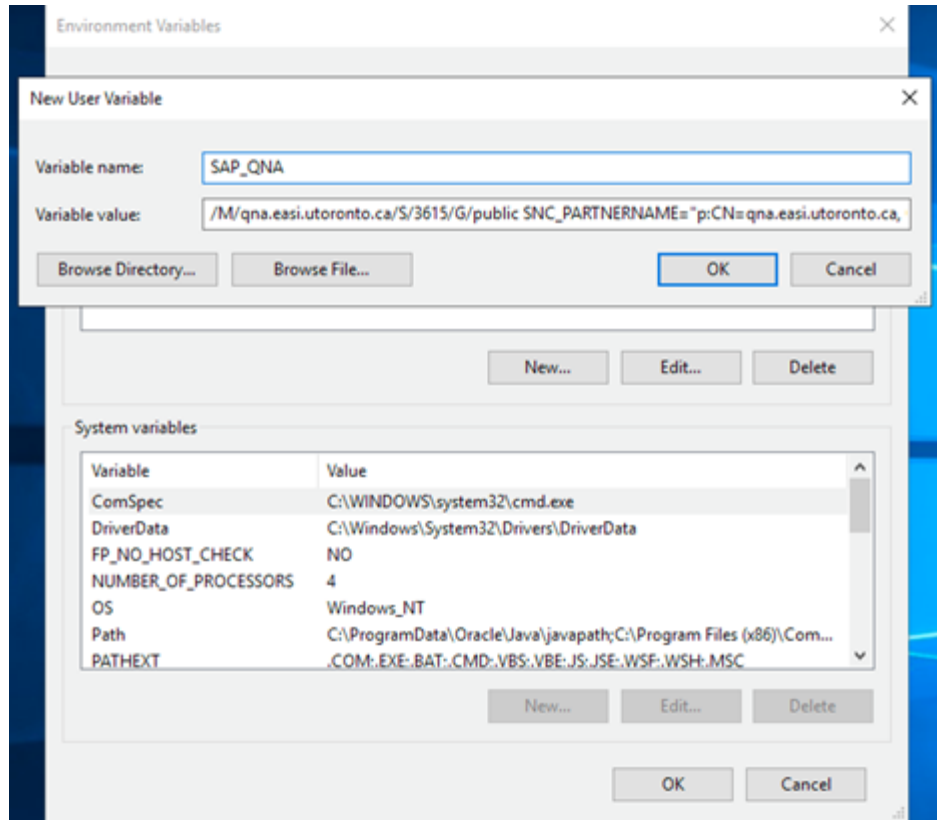 Environment Variables
New User Variable
Variable name: SAP_QNA
Variable value: /M/qna.easi.utoronto.ca/S/3615/G/public SNC_PARTNERNAME="p:CN=qna.easi.utoronto.ca,
Browse Directory... Browse File... OK Cancel
New... Edit... Delete
System variables
Variable Value
ComSpec C:\WINDOWS\system32\cmd.exe
DriverData C:\Windows\System32\Drivers\DriverData
FP_NO_HOST_CHECK NO
NUMBER_OF_PROCESSORS 4
OS Windows_NT
Path C:\ProgramData\Oracle\Java\javapath;C:\Program Files (x86)\Com...
PATHEXT .COM;.EXE;.BAT;.CMD;.VBS;.VBE;.JS;.JSE;.WSF;.WSH;.MSC
New... Edit... Delete
OK Cancel